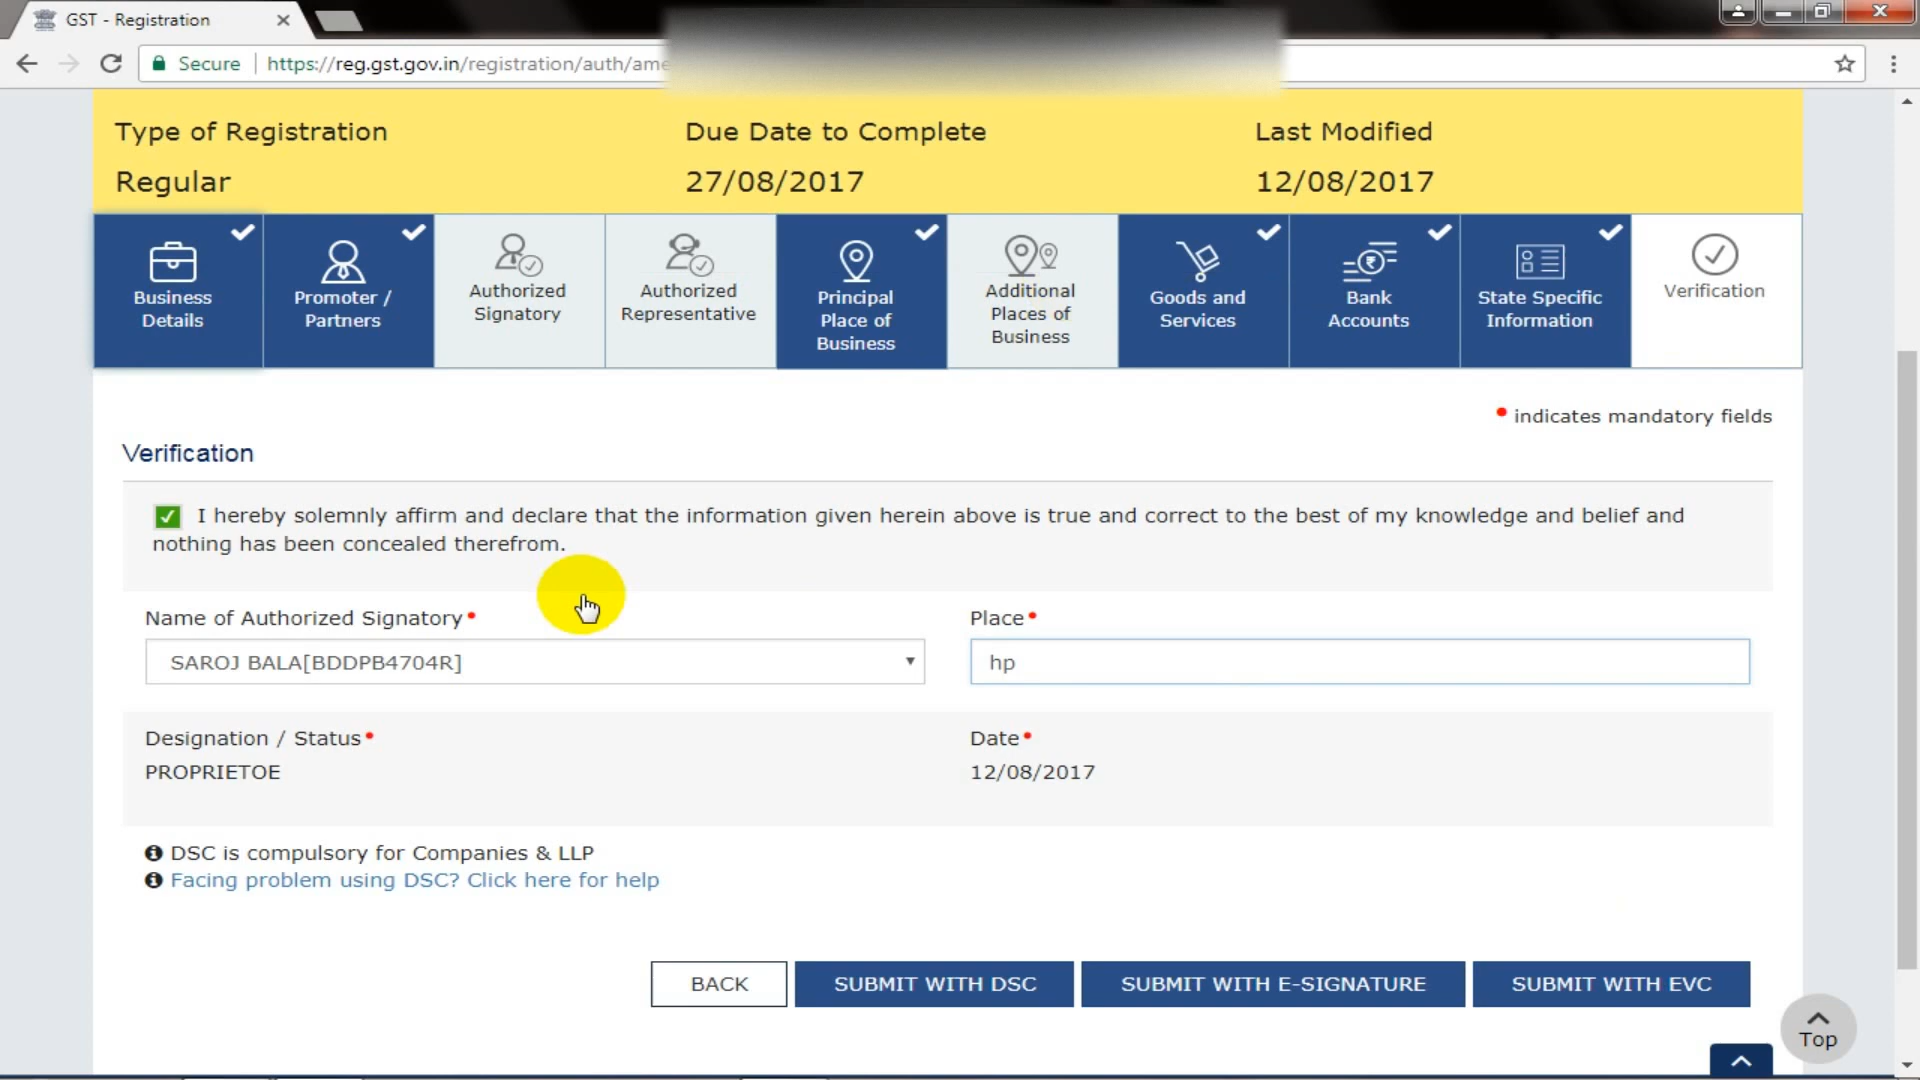 GST - Registration
Secure
https://reg.gst.gov.in/registration/auth/ame
Type of Registration
Due Date to Complete
Last Modified
Regular
27/08/2017
12/08/2017
Business
Details
Promoter /
Partners
Authorized
Signatory
Authorized
Representative
Principal
Place of
Business
Additional
Places of
Business
Goods and
Services
Bank
Accounts
State Specific
Information
Verification
• indicates mandatory fields
Verification
I hereby solemnly affirm and declare that the information given herein above is true and correct to the best of my knowledge and belief and
nothing has been concealed therefrom.
Name of Authorized Signatory•
Place•
SAROJ BALA[BDDPB4704R]
hp
Designation / Status•
Date•
PROPRIETOE
12/08/2017
DSC is compulsory for Companies & LLP
Facing problem using DSC? Click here for help
BACK
SUBMIT WITH DSC
SUBMIT WITH E-SIGNATURE
SUBMIT WITH EVC
Top